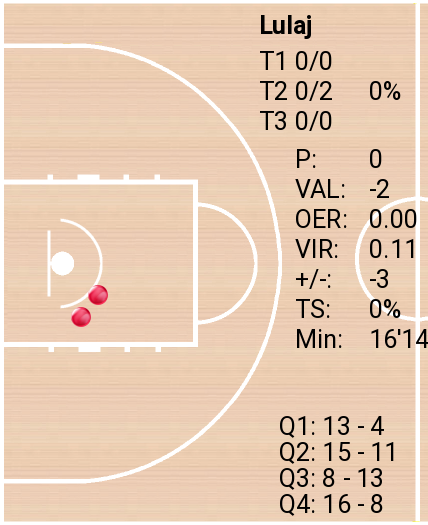 Lulaj
T1 0/0
T2 0/2 0%
T3 0/0
P: 0
VAL: -2
OER: 0.00
VIR: 0.11
+/-: -3
TS: 0%
Min: 16'14
Q1: 13 - 4
Q2: 15 - 11
Q3: 8 - 13
Q4: 16 - 8